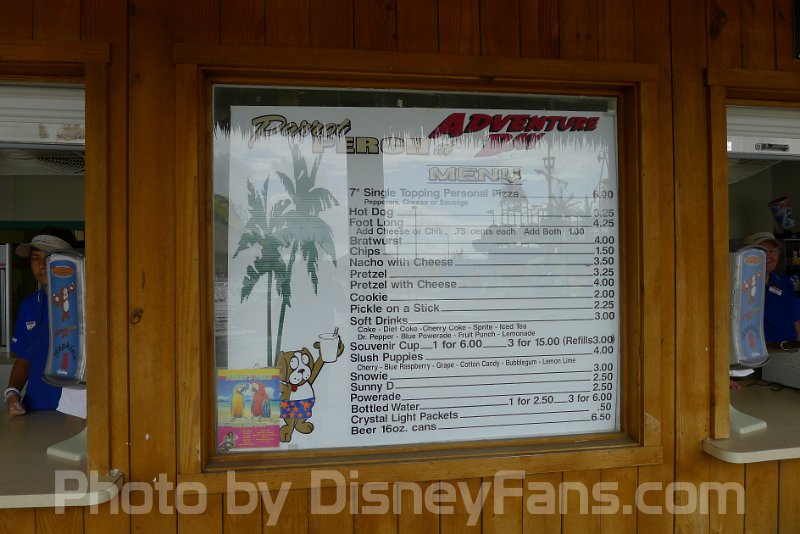 Parrot
PERCH at
ADVENTURE
BAY
MENU
7" Single Topping Personal Pizza 6.00
Pepperoni, Cheese or Sausage
Hot Dog 3.25
Foot Long 4.25
Add Cheese or Chili .75 cents each Add Both 1.00
Bratwurst 4.00
Chips 1.50
Nacho with Cheese 3.50
Pretzel 3.25
Pretzel with Cheese 4.00
Cookie 2.00
Pickle on a Stick 2.25
Soft Drinks 3.00
Coke - Diet Coke -Cherry Coke - Sprite - Iced Tea
Dr. Pepper - Blue Powerade - Fruit Punch - Lemonade
Souvenir Cup 1 for 6.00 3 for 15.00 (Refills3.00)
Slush Puppies 4.00
Cherry - Blue Raspberry - Grape - Cotton Candy - Bubblegum - Lemon Lime
Snowie 3.00
Sunny D 2.50
Powerade 2.50
Bottled Water 1 for 2.50 3 for 6.00
Crystal Light Packets .50
Beer 16oz. cans 6.50
Photo by DisneyFans.com